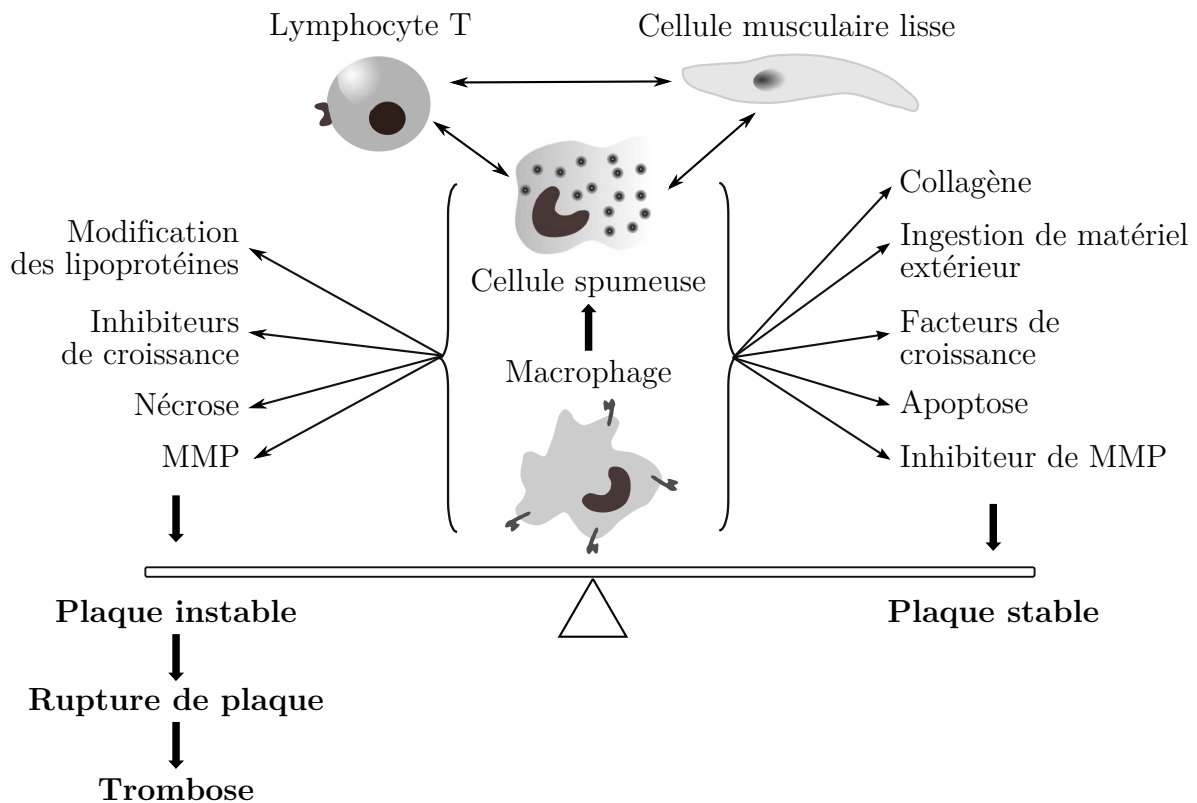 Lymphocyte T
Cellule musculaire lisse
Modification
des lipoprotéines
Inhibiteurs
de croissance
Nécrose
MMP
Cellule spumeuse
Macrophage
Collagène
Ingestion de matériel
extérieur
Facteurs de
croissance
Apoptose
Inhibiteur de MMP
Plaque instable
Plaque stable
Rupture de plaque
Trombose